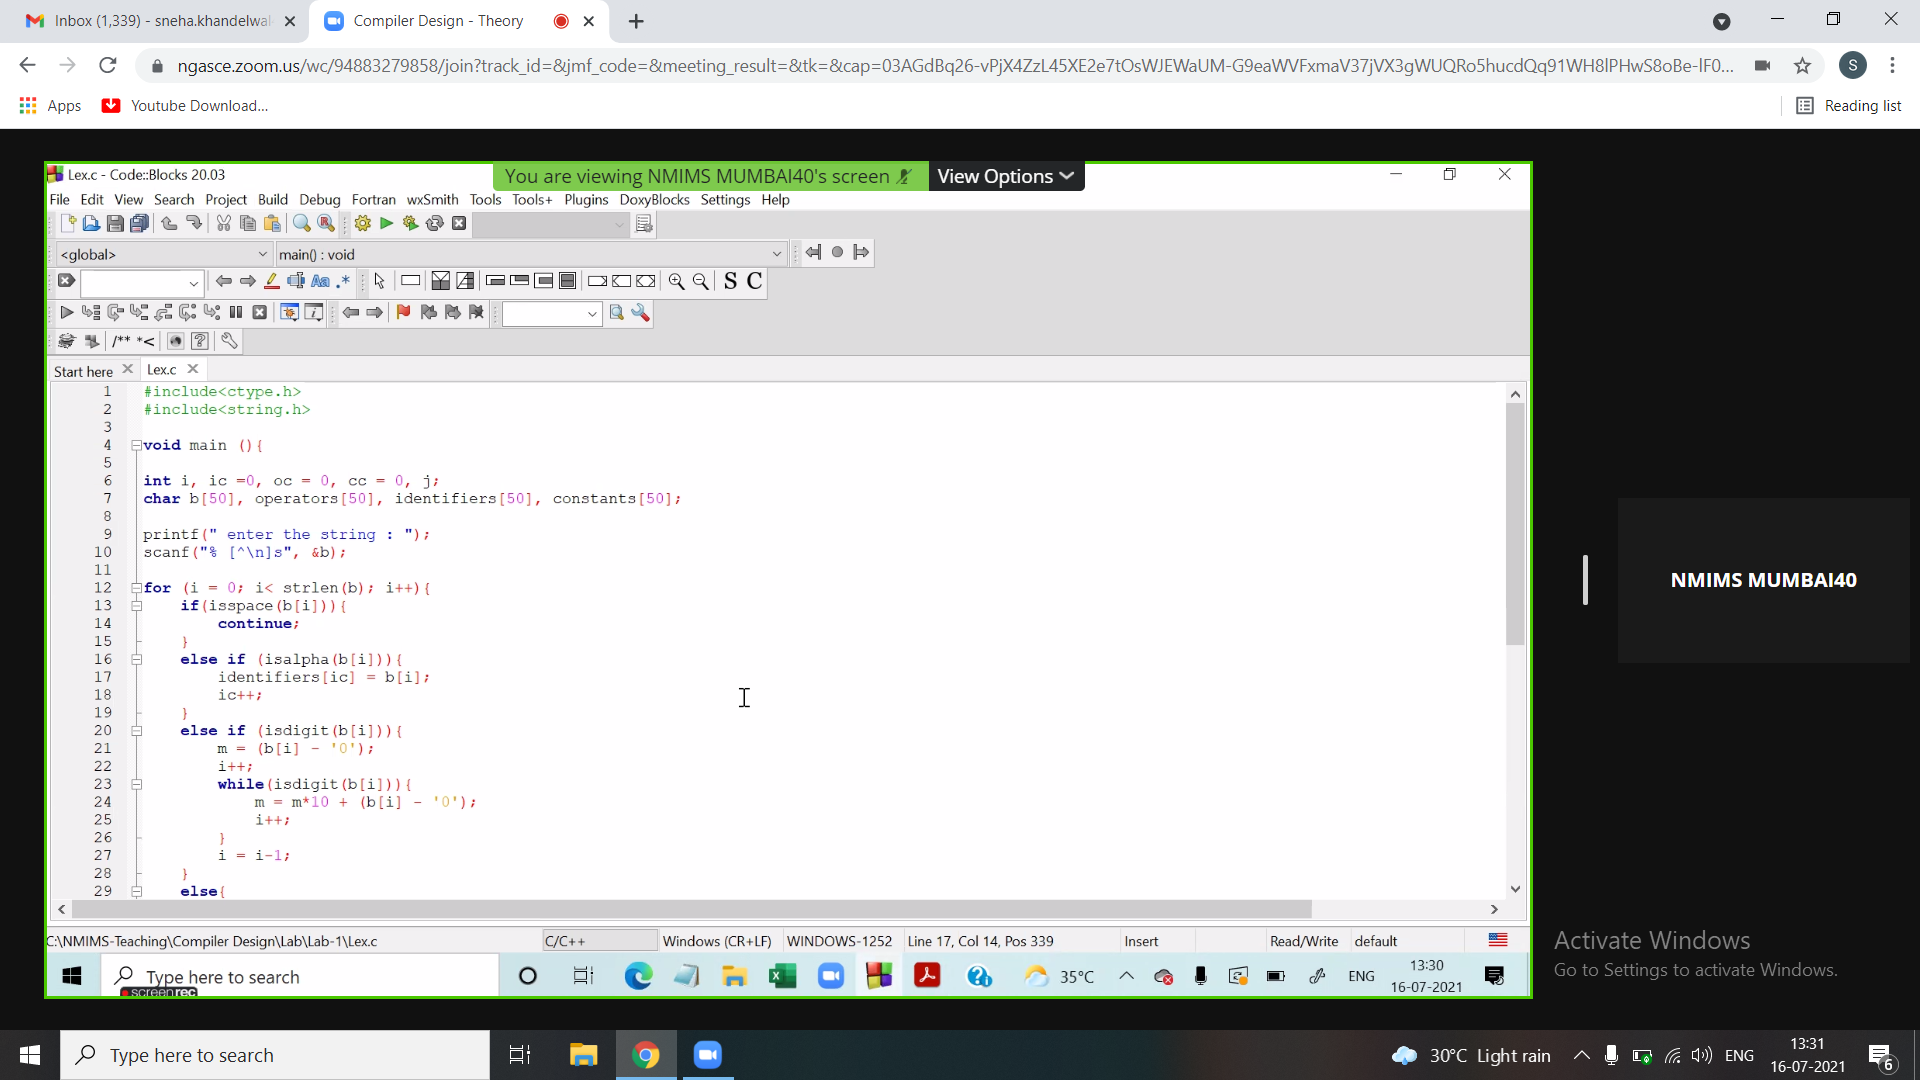 Inbox (1,339) - sneha.khandelwal
Compiler Design - Theory
ngasce.zoom.us/wc/94883279858/join?track_id=&jmf_code=&meeting_result=&tk=&cap=03AGdBq26-vPjX4ZzL45XE2e7tOsWJEWaUM-G9eaWVFxmaV37jVX3gWUQRo5hucdQq91WH8lPHwS8oBe-lF0...
S
Apps
Youtube Download...
Reading list
Lex.c - Code::Blocks 20.03
You are viewing NMIMS MUMBAI40's screen
View Options
File Edit View Search Project Build Debug Fortran wxSmith Tools Tools+ Plugins DoxyBlocks Settings Help
<global>
main() : void
Aa .*
S C
/** *<
Start here
Lex.c
1 #include<ctype.h>
2 #include<string.h>
3
4 void main (){
5
6 int i, ic =0, oc = 0, cc = 0, j;
7 char b[50], operators[50], identifiers[50], constants[50];
8
9 printf(" enter the string : ");
10 scanf("% [^\n]s", &b);
11
12 for (i = 0; i< strlen(b); i++){
13 if(isspace(b[i])){
14 continue;
15 }
16 else if (isalpha(b[i])){
17 identifiers[ic] = b[i];
18 ic++;
19 }
20 else if (isdigit(b[i])){
21 m = (b[i] - '0');
22 i++;
23 while(isdigit(b[i])){
24 m = m*10 + (b[i] - '0');
25 i++;
26 }
27 i = i-1;
28 }
29 else{
C:\NMIMS-Teaching\Compiler Design\Lab\Lab-1\Lex.c
C/C++
Windows (CR+LF)
WINDOWS-1252
Line 17, Col 14, Pos 339
Insert
Read/Write
default
Type here to search
screenrec
35°C
ENG
13:30
16-07-2021
NMIMS MUMBAI40
Activate Windows
Go to Settings to activate Windows.
Type here to search
30°C Light rain
ENG
13:31
16-07-2021
6